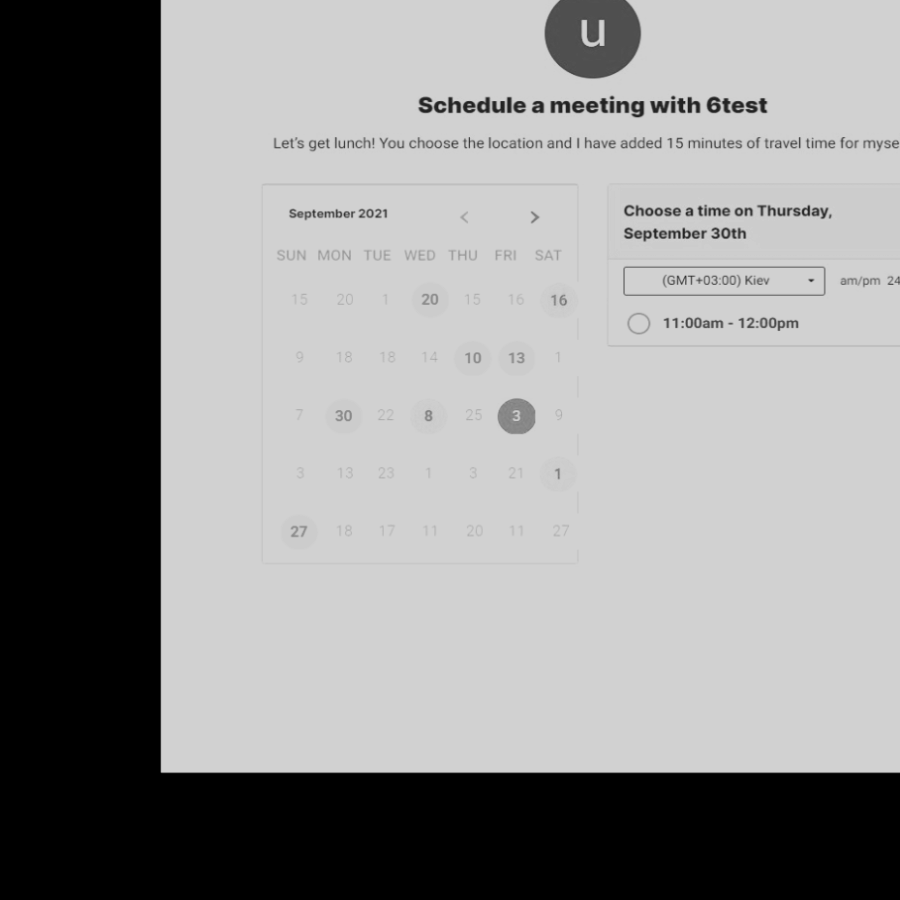 u
Schedule a meeting with 6test
Let's get lunch! You choose the location and I have added 15 minutes of travel time for myse
September 2021
SUN MON TUE WED THU FRI SAT
15 20 1 20 15 16 16
9 18 18 14 10 13 1
7 30 22 8 25 3 9
3 13 23 1 3 21 1
27 18 17 11 20 11 27
Choose a time on Thursday,
September 30th
(GMT+03:00) Kiev
am/pm 24
11:00am - 12:00pm